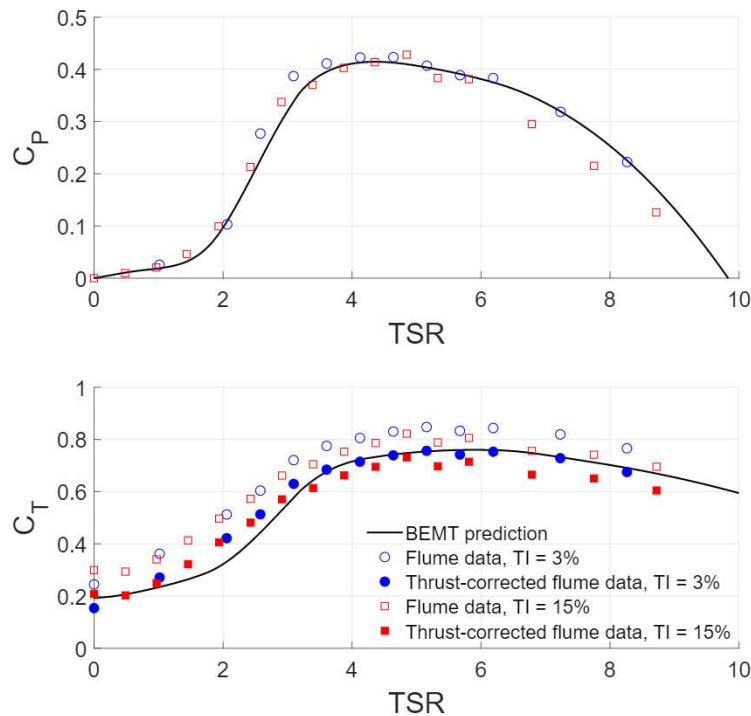 0.5
0.4
0.3
0.2
0.1
0
C_P
0 2 4 6 8 10
TSR
1
0.8
0.6
0.4
0.2
0
C_T
BEMT prediction
Flume data, TI = 3%
Thrust-corrected flume data, TI = 3%
Flume data, TI = 15%
Thrust-corrected flume data, TI = 15%
0 2 4 6 8 10
TSR